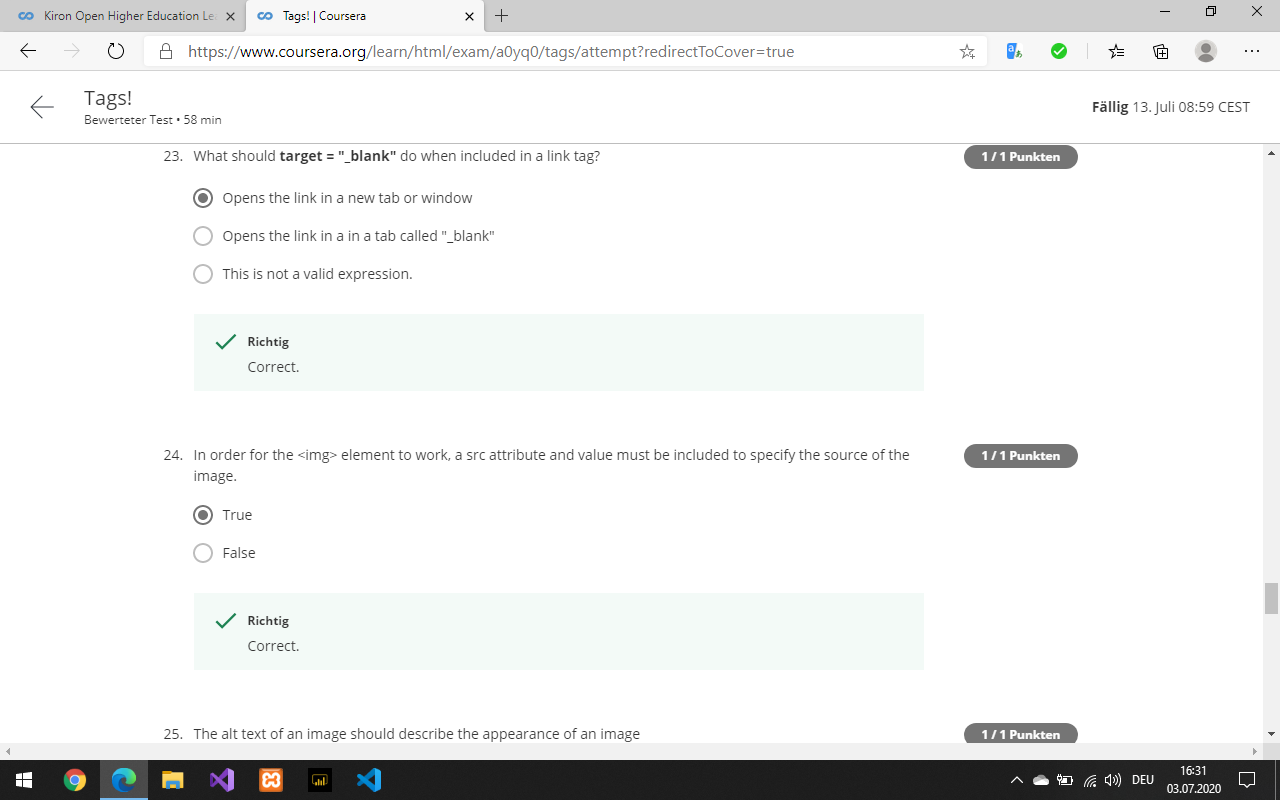 Kiron Open Higher Education Le
Tags! | Coursera
https://www.coursera.org/learn/html/exam/a0yq0/tags/attempt?redirectToCover=true
Tags!
Bewerteter Test • 58 min
Fällig 13. Juli 08:59 CEST
23. What should target = "_blank" do when included in a link tag?
1 / 1 Punkten
Opens the link in a new tab or window
Opens the link in a in a tab called "_blank"
This is not a valid expression.
Richtig
Correct.
24. In order for the <img> element to work, a src attribute and value must be included to specify the source of the
image.
1 / 1 Punkten
True
False
Richtig
Correct.
25. The alt text of an image should describe the appearance of an image
1 / 1 Punkten
DEU
16:31
03.07.2020